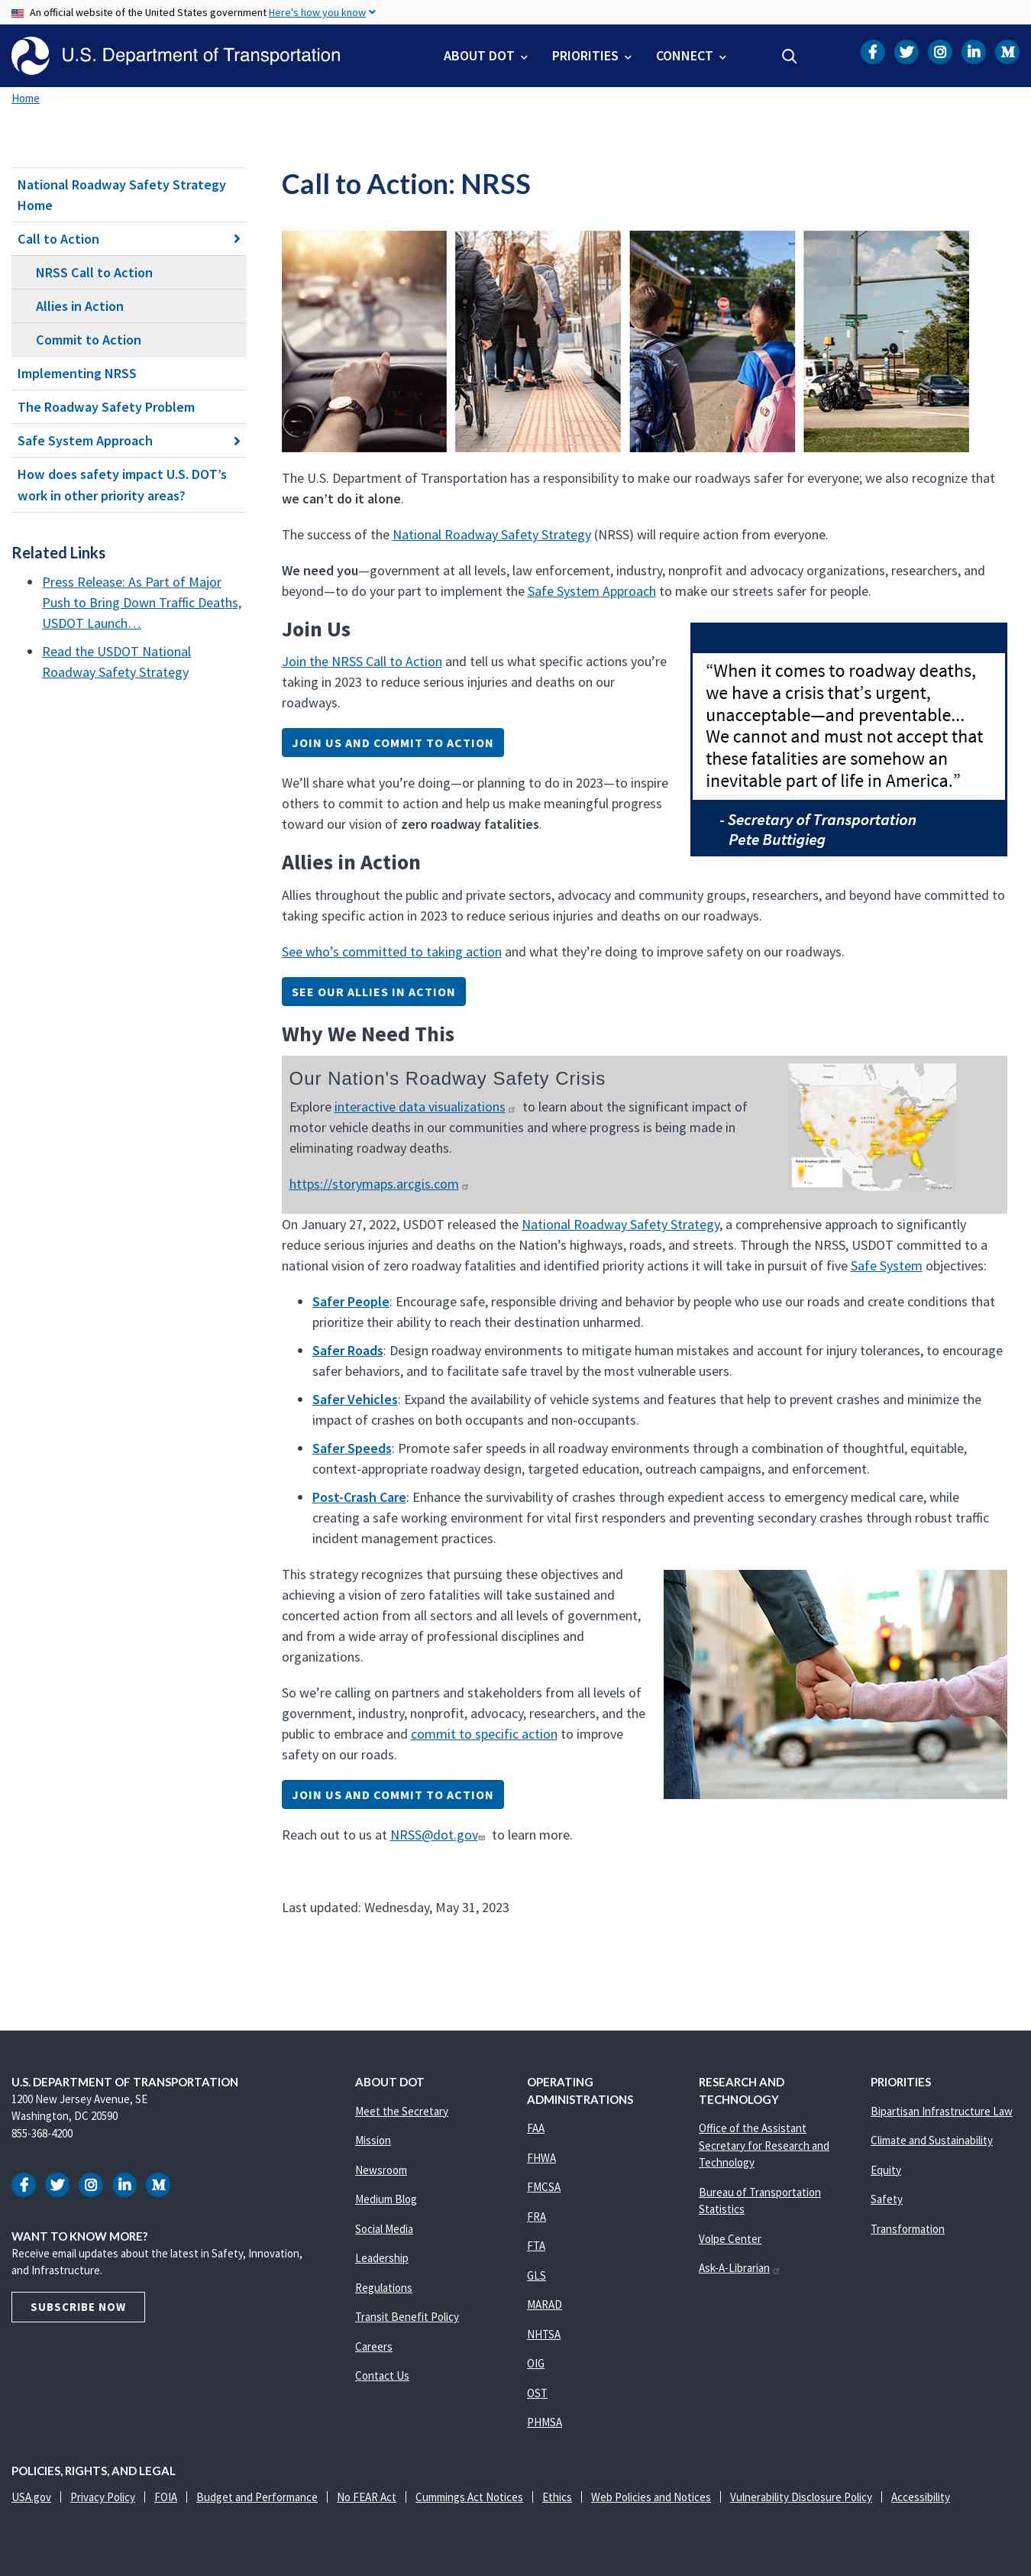 An official website of the United States government Here's how you know
U.S. Department of Transportation
ABOUT DOT
PRIORITIES
CONNECT
Home
National Roadway Safety Strategy
Home
Call to Action
NRSS Call to Action
Allies in Action
Commit to Action
Implementing NRSS
The Roadway Safety Problem
Safe System Approach
How does safety impact U.S. DOT’s
work in other priority areas?
Related Links
Press Release: As Part of Major
Push to Bring Down Traffic Deaths,
USDOT Launch…
Read the USDOT National
Roadway Safety Strategy
Call to Action: NRSS
The U.S. Department of Transportation has a responsibility to make our roadways safer for everyone; we also recognize that
we can’t do it alone.
The success of the National Roadway Safety Strategy (NRSS) will require action from everyone.
We need you—government at all levels, law enforcement, industry, nonprofit and advocacy organizations, researchers, and
beyond—to do your part to implement the Safe System Approach to make our streets safer for people.
Join Us
Join the NRSS Call to Action and tell us what specific actions you’re
taking in 2023 to reduce serious injuries and deaths on our
roadways.
JOIN US AND COMMIT TO ACTION
We’ll share what you’re doing—or planning to do in 2023—to inspire
others to commit to action and help us make meaningful progress
toward our vision of zero roadway fatalities.
“When it comes to roadway deaths,
we have a crisis that’s urgent,
unacceptable—and preventable...
We cannot and must not accept that
these fatalities are somehow an
inevitable part of life in America.”
- Secretary of Transportation
Pete Buttigieg
Allies in Action
Allies throughout the public and private sectors, advocacy and community groups, researchers, and beyond have committed to
taking specific action in 2023 to reduce serious injuries and deaths on our roadways.
See who’s committed to taking action and what they’re doing to improve safety on our roadways.
SEE OUR ALLIES IN ACTION
Why We Need This
Our Nation's Roadway Safety Crisis
Explore interactive data visualizations to learn about the significant impact of
motor vehicle deaths in our communities and where progress is being made in
eliminating roadway deaths.
https://storymaps.arcgis.com
On January 27, 2022, USDOT released the National Roadway Safety Strategy, a comprehensive approach to significantly
reduce serious injuries and deaths on the Nation’s highways, roads, and streets. Through the NRSS, USDOT committed to a
national vision of zero roadway fatalities and identified priority actions it will take in pursuit of five Safe System objectives:
Safer People: Encourage safe, responsible driving and behavior by people who use our roads and create conditions that
prioritize their ability to reach their destination unharmed.
Safer Roads: Design roadway environments to mitigate human mistakes and account for injury tolerances, to encourage
safer behaviors, and to facilitate safe travel by the most vulnerable users.
Safer Vehicles: Expand the availability of vehicle systems and features that help to prevent crashes and minimize the
impact of crashes on both occupants and non-occupants.
Safer Speeds: Promote safer speeds in all roadway environments through a combination of thoughtful, equitable,
context-appropriate roadway design, targeted education, outreach campaigns, and enforcement.
Post-Crash Care: Enhance the survivability of crashes through expedient access to emergency medical care, while
creating a safe working environment for vital first responders and preventing secondary crashes through robust traffic
incident management practices.
This strategy recognizes that pursuing these objectives and
achieving a vision of zero fatalities will take sustained and
concerted action from all sectors and all levels of government,
and from a wide array of professional disciplines and
organizations.
So we’re calling on partners and stakeholders from all levels of
government, industry, nonprofit, advocacy, researchers, and the
public to embrace and commit to specific action to improve
safety on our roads.
JOIN US AND COMMIT TO ACTION
Reach out to us at NRSS@dot.gov to learn more.
Last updated: Wednesday, May 31, 2023
U.S. DEPARTMENT OF TRANSPORTATION
1200 New Jersey Avenue, SE
Washington, DC 20590
855-368-4200
WANT TO KNOW MORE?
Receive email updates about the latest in Safety, Innovation,
and Infrastructure.
SUBSCRIBE NOW
ABOUT DOT
Meet the Secretary
Mission
Newsroom
Medium Blog
Social Media
Leadership
Regulations
Transit Benefit Policy
Careers
Contact Us
OPERATING
ADMINISTRATIONS
FAA
FHWA
FMCSA
FRA
FTA
GLS
MARAD
NHTSA
OIG
OST
PHMSA
RESEARCH AND
TECHNOLOGY
Office of the Assistant
Secretary for Research and
Technology
Bureau of Transportation
Statistics
Volpe Center
Ask-A-Librarian
PRIORITIES
Bipartisan Infrastructure Law
Climate and Sustainability
Equity
Safety
Transformation
POLICIES, RIGHTS, AND LEGAL
USA.gov
Privacy Policy
FOIA
Budget and Performance
No FEAR Act
Cummings Act Notices
Ethics
Web Policies and Notices
Vulnerability Disclosure Policy
Accessibility